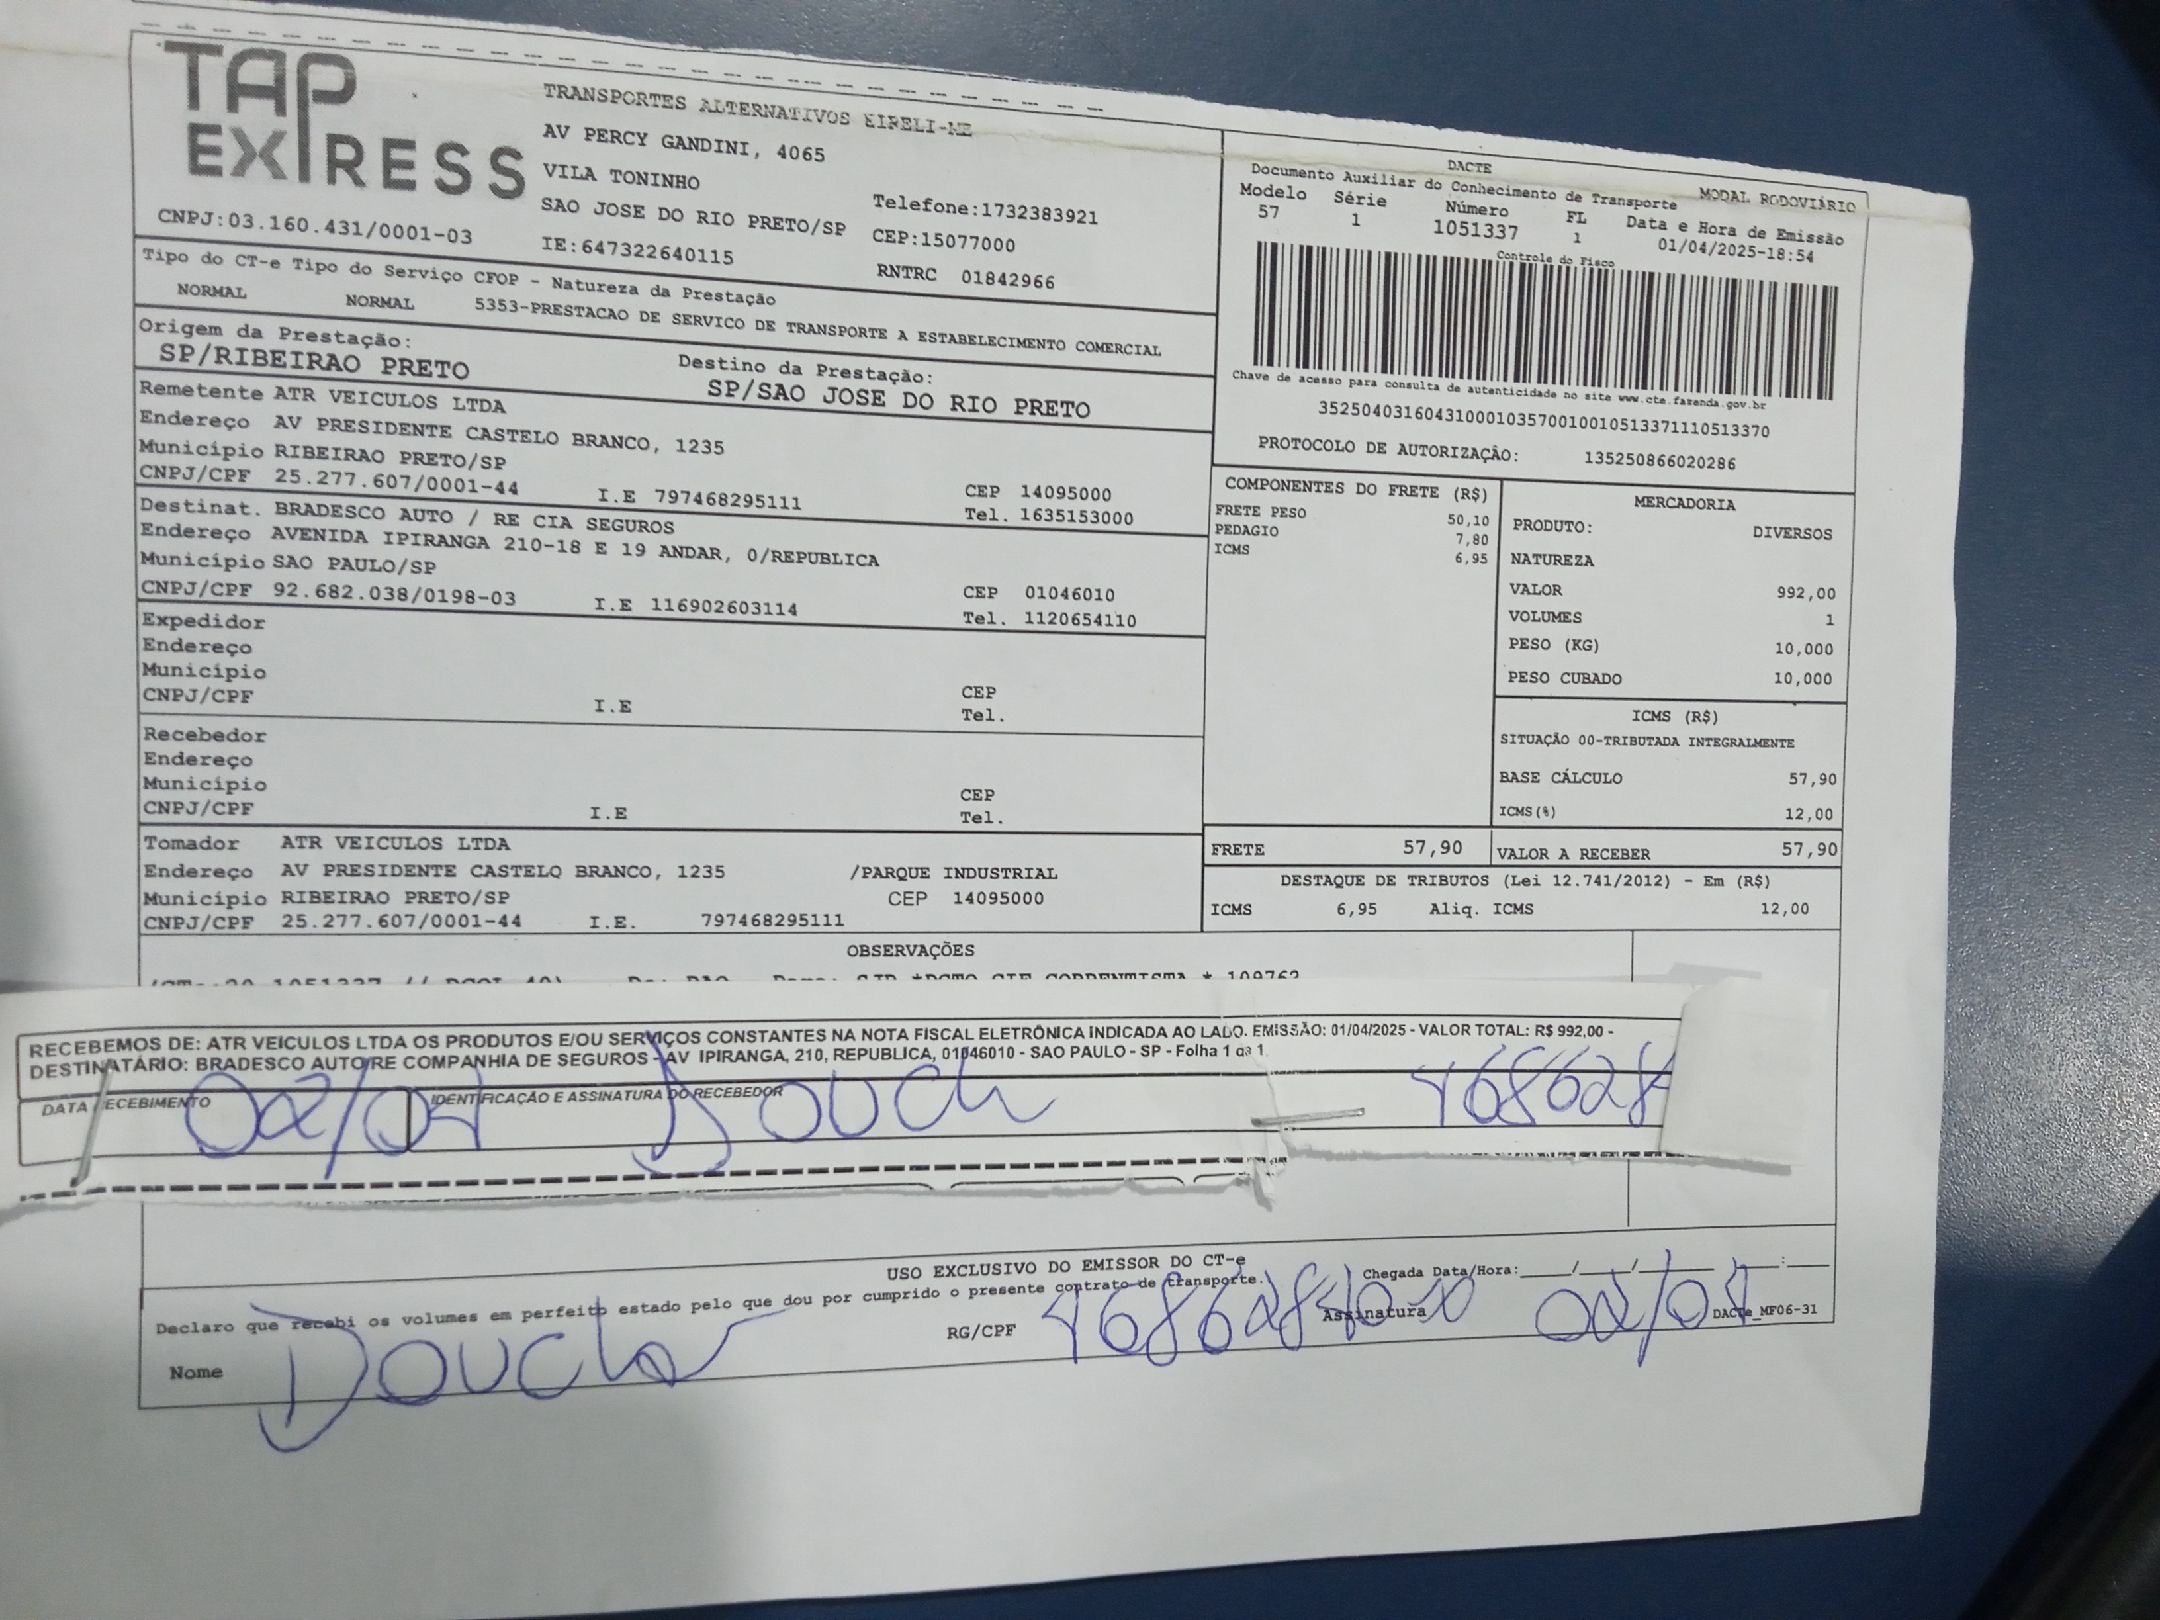 TAP
EXPRESS
TRANSPORTES ALTERNATIVOS EIRELI-ME
AV PERCY GANDINI, 4065
VILA TONINHO
SAO JOSE DO RIO PRETO/SP
Telefone:1732383921
CEP:15077000
CNPJ:03.160.431/0001-03
IE:647322640115
RNTRC 01842966
DACTE
MODAL RODOVIÁRIO
Documento Auxiliar do Conhecimento de Transporte
Modelo Série Número FL Data e Hora de Emissão
57 1 1051337 1 01/04/2025-18:54
Controle do Fisco
Chave de acesso para consulta de autenticidade no site www.cte.fazenda.gov.br
35250403160431000103570010010513371110513370
PROTOCOLO DE AUTORIZAÇÂO: 135250866020286
Tipo do CT-e Tipo do Serviço CFOP - Natureza da Prestação
NORMAL NORMAL 5353-PRESTACAO DE SERVICO DE TRANSPORTE A ESTABELECIMENTO COMERCIAL
Origem da Prestação:
SP/RIBEIRAO PRETO
Destino da Prestação:
SP/SAO JOSE DO RIO PRETO
Remetente ATR VEICULOS LTDA
Endereço AV PRESIDENTE CASTELO BRANCO, 1235
Município RIBEIRAO PRETO/SP CEP 14095000
CNPJ/CPF 25.277.607/0001-44 I.E 797468295111 Tel. 1635153000
Destinat. BRADESCO AUTO / RE CIA SEGUROS
Endereço AVENIDA IPIRANGA 210-18 E 19 ANDAR, 0/REPUBLICA
Município SAO PAULO/SP CEP 01046010
CNPJ/CPF 92.682.038/0198-03 I.E 116902603114 Tel. 1120654110
Expedidor
Endereço
Município CEP
CNPJ/CPF I.E Tel.
Recebedor
Endereço
Município CEP
CNPJ/CPF I.E Tel.
Tomador ATR VEICULOS LTDA
Endereço AV PRESIDENTE CASTELO BRANCO, 1235 /PARQUE INDUSTRIAL
Município RIBEIRAO PRETO/SP CEP 14095000
CNPJ/CPF 25.277.607/0001-44 I.E. 797468295111
COMPONENTES DO FRETE (R$)
FRETE PESO 50,10
PEDAGIO 7,80
ICMS 6,95
MERCADORIA
PRODUTO: DIVERSOS
NATUREZA
VALOR 992,00
VOLUMES 1
PESO (KG) 10,000
PESO CUBADO 10,000
ICMS (R$)
SITUAÇÃO 00-TRIBUTADA INTEGRALMENTE
BASE CÁLCULO 57,90
ICMS(%) 12,00
FRETE 57,90 VALOR A RECEBER 57,90
DESTAQUE DE TRIBUTOS (Lei 12.741/2012) - Em (R$)
ICMS 6,95 Aliq. ICMS 12,00
OBSERVAÇÕES
RECEBEMOS DE: ATR VEÍCULOS LTDA OS PRODUTOS E/OU SERVIÇOS CONSTANTES NA NOTA FISCAL ELETRÔNICA INDICADA AO LADO. EMISSÃO: 01/04/2025 - VALOR TOTAL: R$ 992,00 -
DESTINATÁRIO: BRADESCO AUTO/RE COMPANHIA DE SEGUROS - AV IPIRANGA, 210, REPUBLICA, 01046010 - SAO PAULO - SP - Folha 1 de 1
DATA RECEBIMENTO IDENTIFICAÇÃO E ASSINATURA DO RECEBEDOR
02/04
USO EXCLUSIVO DO EMISSOR DO CT-e
Declaro que recebi os volumes em perfeito estado pelo que dou por cumprido o presente contrato de transporte.
Chegada Data/Hora:____/____/____ ____:____
Nome RG/CPF Assinatura 02/04 DACTe_MF06-31